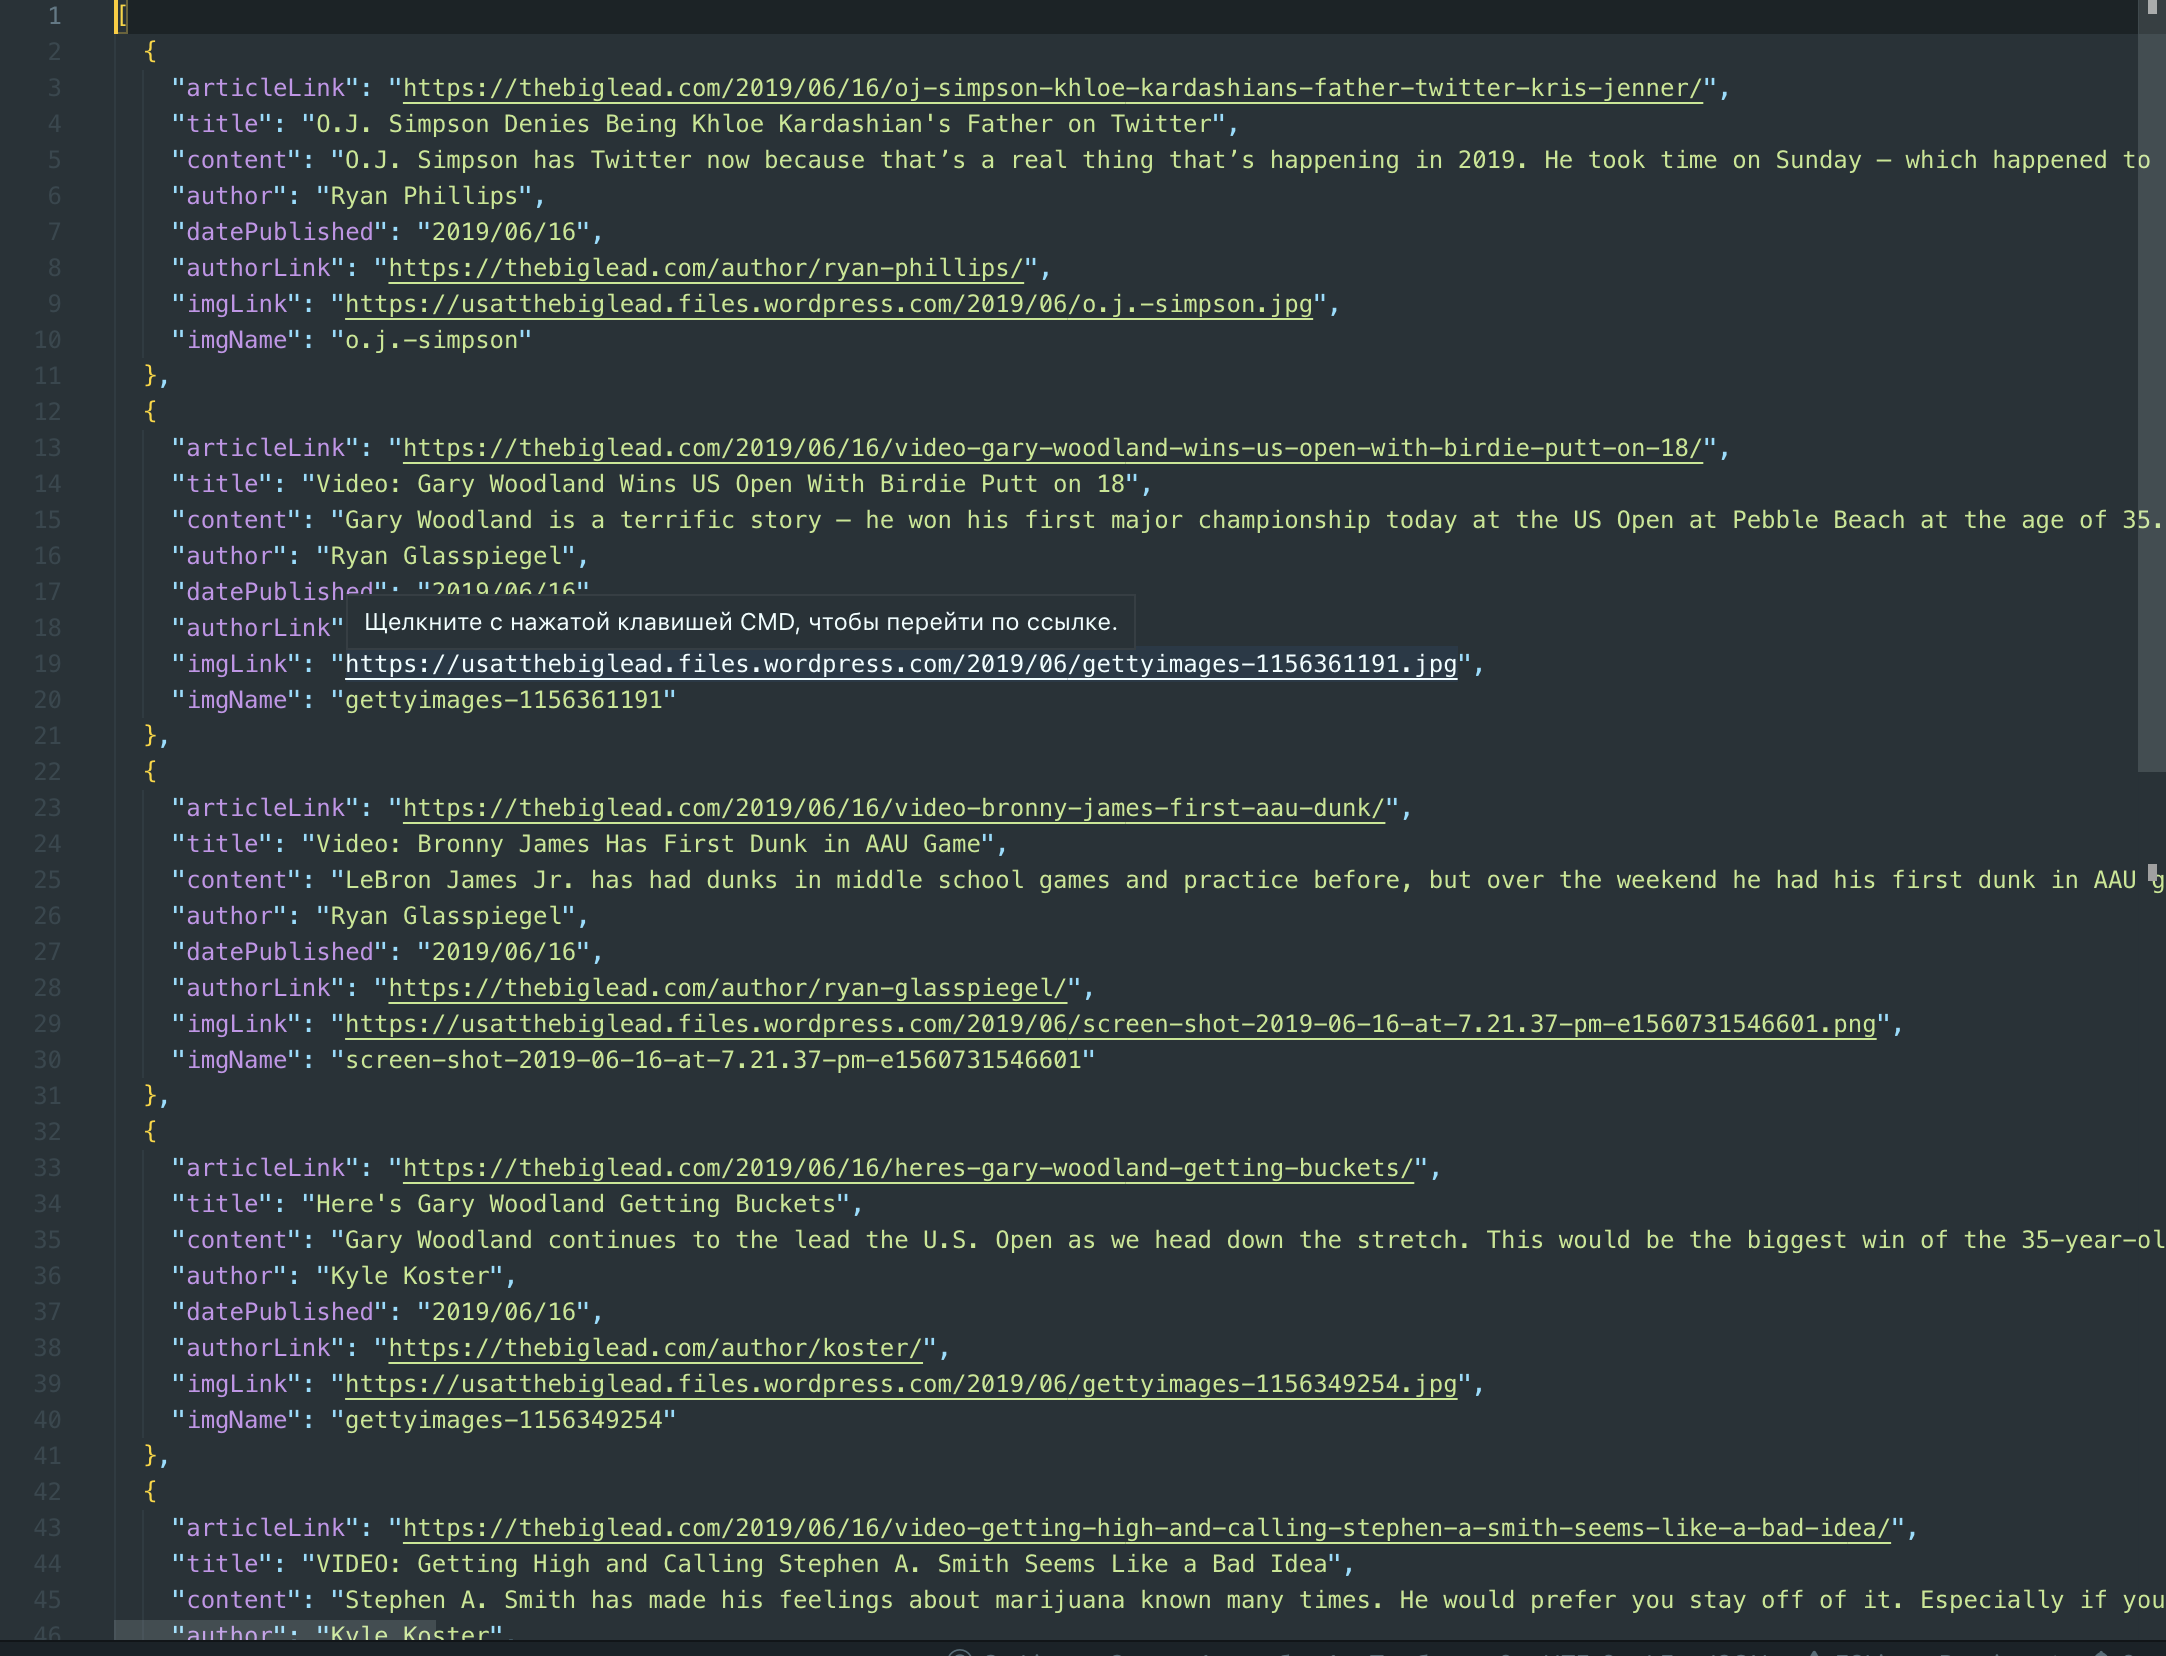 1 [
2 {
3 "articleLink": "https://thebiglead.com/2019/06/16/oj-simpson-khloe-kardashians-father-twitter-kris-jenner/",
4 "title": "O.J. Simpson Denies Being Khloe Kardashian's Father on Twitter",
5 "content": "O.J. Simpson has Twitter now because that’s a real thing that’s happening in 2019. He took time on Sunday — which happened to
6 "author": "Ryan Phillips",
7 "datePublished": "2019/06/16",
8 "authorLink": "https://thebiglead.com/author/ryan-phillips/",
9 "imgLink": "https://usatthebiglead.files.wordpress.com/2019/06/o.j.-simpson.jpg",
10 "imgName": "o.j.-simpson"
11 },
12 {
13 "articleLink": "https://thebiglead.com/2019/06/16/video-gary-woodland-wins-us-open-with-birdie-putt-on-18/",
14 "title": "Video: Gary Woodland Wins US Open With Birdie Putt on 18",
15 "content": "Gary Woodland is a terrific story — he won his first major championship today at the US Open at Pebble Beach at the age of 35.
16 "author": "Ryan Glasspiegel",
17 "datePublished": "2019/06/16"
18 "authorLink"
Щелкните с нажатой клавишей CMD, чтобы перейти по ссылке.
19 "imgLink": "https://usatthebiglead.files.wordpress.com/2019/06/gettyimages-1156361191.jpg",
20 "imgName": "gettyimages-1156361191"
21 },
22 {
23 "articleLink": "https://thebiglead.com/2019/06/16/video-bronny-james-first-aau-dunk/",
24 "title": "Video: Bronny James Has First Dunk in AAU Game",
25 "content": "LeBron James Jr. has had dunks in middle school games and practice before, but over the weekend he had his first dunk in AAU g
26 "author": "Ryan Glasspiegel",
27 "datePublished": "2019/06/16",
28 "authorLink": "https://thebiglead.com/author/ryan-glasspiegel/",
29 "imgLink": "https://usatthebiglead.files.wordpress.com/2019/06/screen-shot-2019-06-16-at-7.21.37-pm-e1560731546601.png",
30 "imgName": "screen-shot-2019-06-16-at-7.21.37-pm-e1560731546601"
31 },
32 {
33 "articleLink": "https://thebiglead.com/2019/06/16/heres-gary-woodland-getting-buckets/",
34 "title": "Here's Gary Woodland Getting Buckets",
35 "content": "Gary Woodland continues to the lead the U.S. Open as we head down the stretch. This would be the biggest win of the 35-year-ol
36 "author": "Kyle Koster",
37 "datePublished": "2019/06/16",
38 "authorLink": "https://thebiglead.com/author/koster/",
39 "imgLink": "https://usatthebiglead.files.wordpress.com/2019/06/gettyimages-1156349254.jpg",
40 "imgName": "gettyimages-1156349254"
41 },
42 {
43 "articleLink": "https://thebiglead.com/2019/06/16/video-getting-high-and-calling-stephen-a-smith-seems-like-a-bad-idea/",
44 "title": "VIDEO: Getting High and Calling Stephen A. Smith Seems Like a Bad Idea",
45 "content": "Stephen A. Smith has made his feelings about marijuana known many times. He would prefer you stay off of it. Especially if you
46 "author": "Kyle Koster",